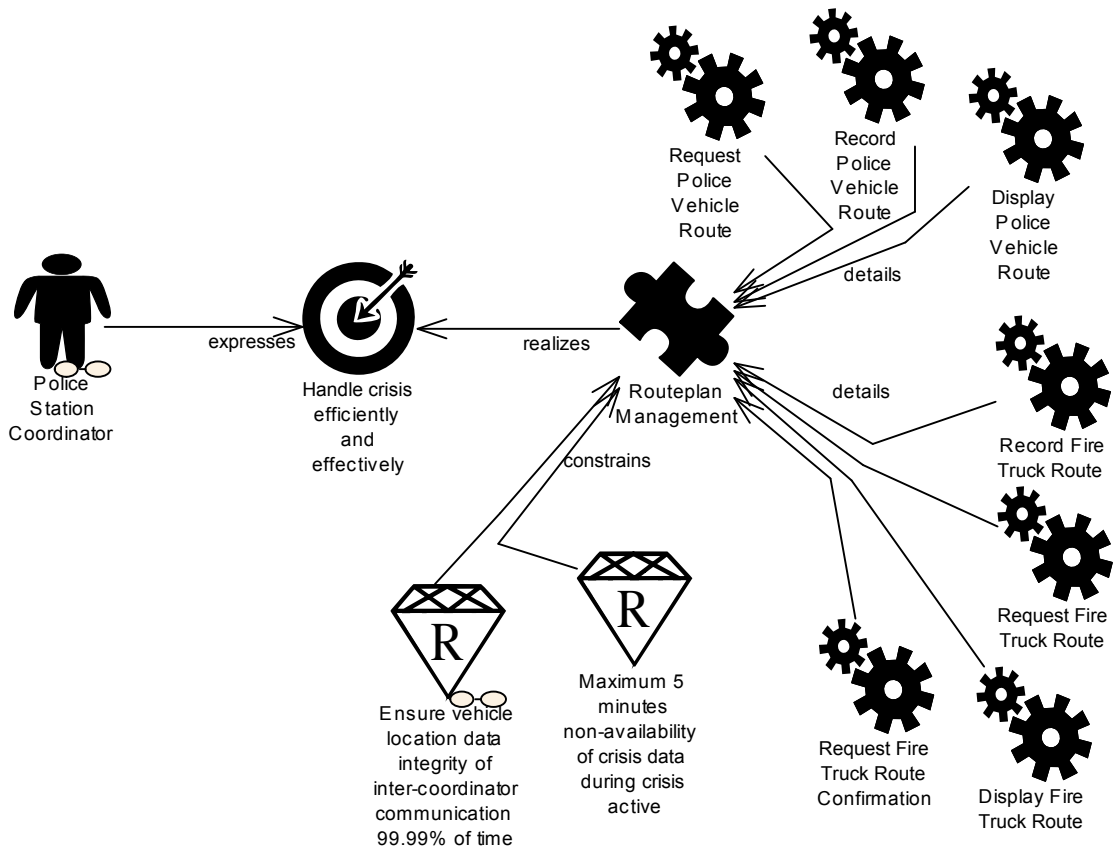 Request
Police
Vehicle
Route
Record
Police
Vehicle
Route
Display
Police
Vehicle
Route
details
expresses
realizes
Police
Station
Coordinator
Handle crisis
efficiently
and
effectively
Routeplan
Management
details
constrains
Record Fire
Truck Route
Request Fire
Truck Route
R
R
Ensure vehicle
location data
integrity of
inter-coordinator
communication
99.99% of time
Maximum 5
minutes
non-availability
of crisis data
during crisis
active
Request Fire
Truck Route
Confirmation
Display Fire
Truck Route